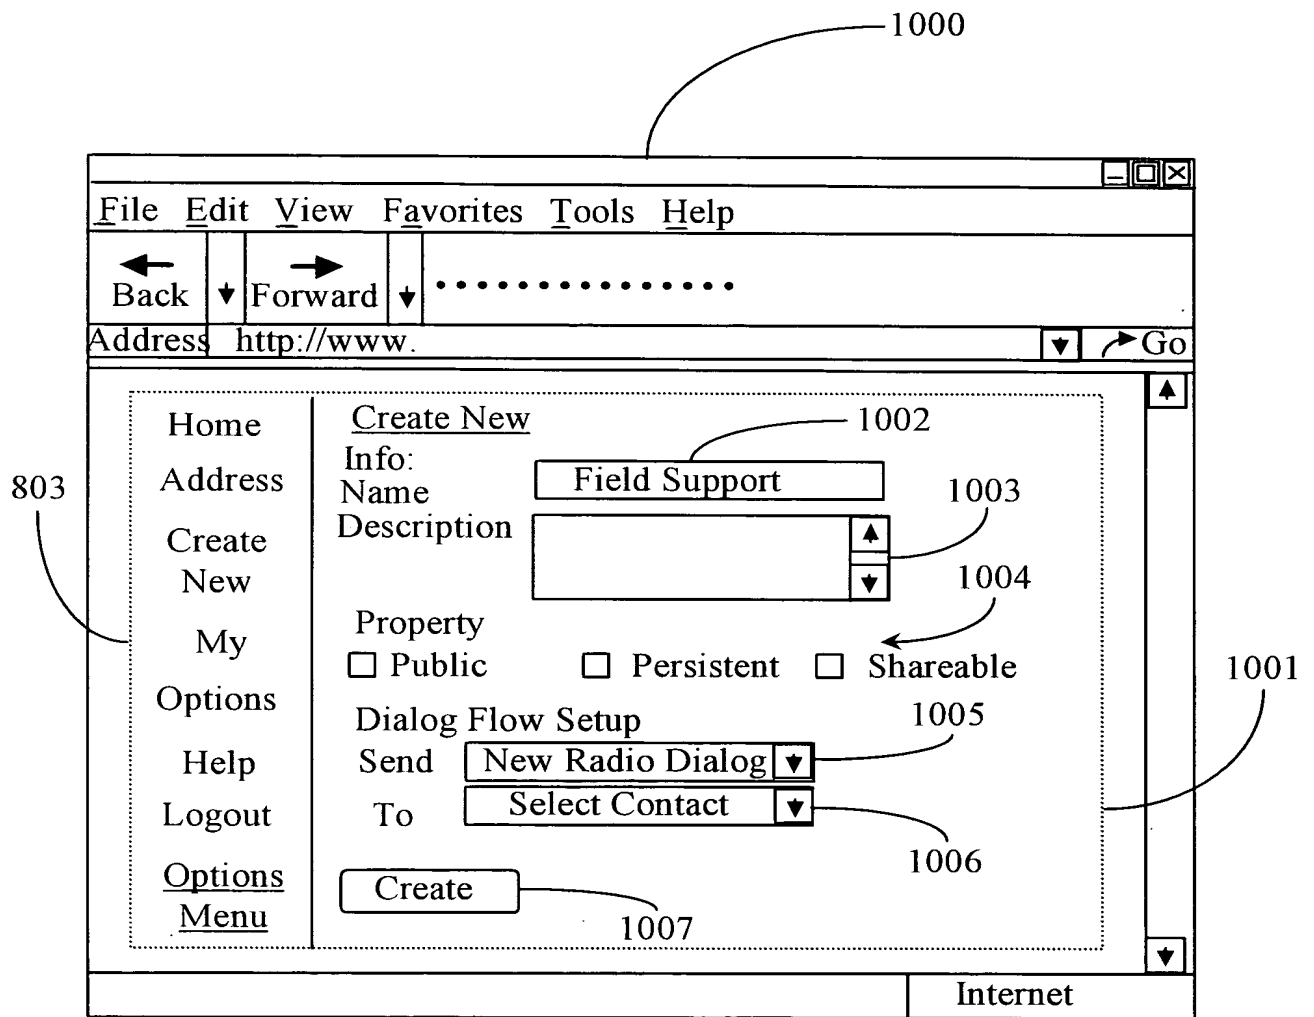 1000
File Edit View Favorites Tools Help
Back Forward
Address http://www. Go
Home
Address
Create
New
My
Options
Help
Logout
Options
Menu
803
Create New
1002
Info:
Name Field Support
Description
1003
1004
Property
Public Persistent Shareable
1001
Dialog Flow Setup
1005
Send New Radio Dialog
To Select Contact
1006
Create
1007
Internet